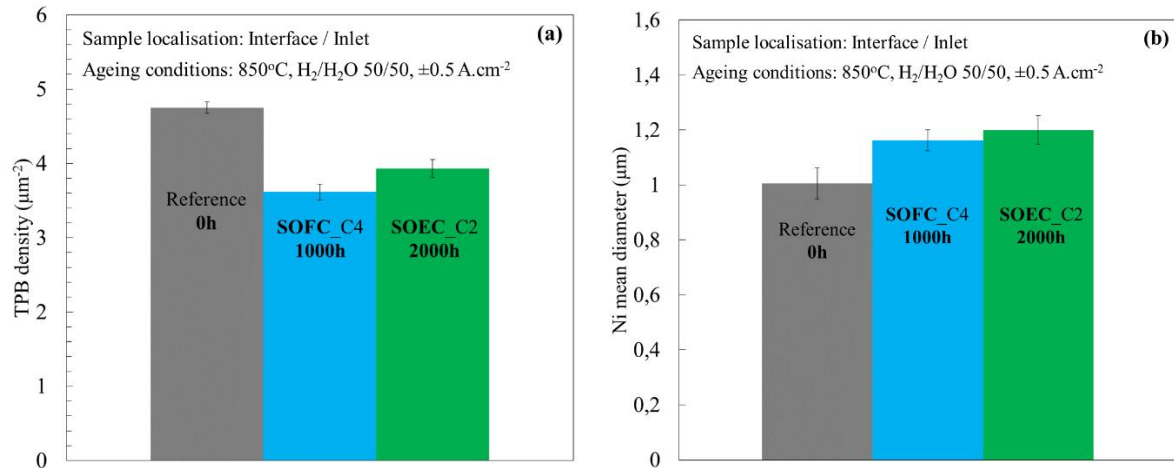 (a)
Sample localisation: Interface / Inlet
Ageing conditions: 850°C, H₂/H₂O 50/50, ±0.5 A.cm⁻²
TPB density (µm⁻²)
6
5
4
3
2
1
0
Reference
0h
SOFC_C4
1000h
SOEC_C2
2000h
(b)
Sample localisation: Interface / Inlet
Ageing conditions: 850°C, H₂/H₂O 50/50, ±0.5 A.cm⁻²
Ni mean diameter (µm)
1,6
1,4
1,2
1
0,8
0,6
0,4
0,2
0
Reference
0h
SOFC_C4
1000h
SOEC_C2
2000h